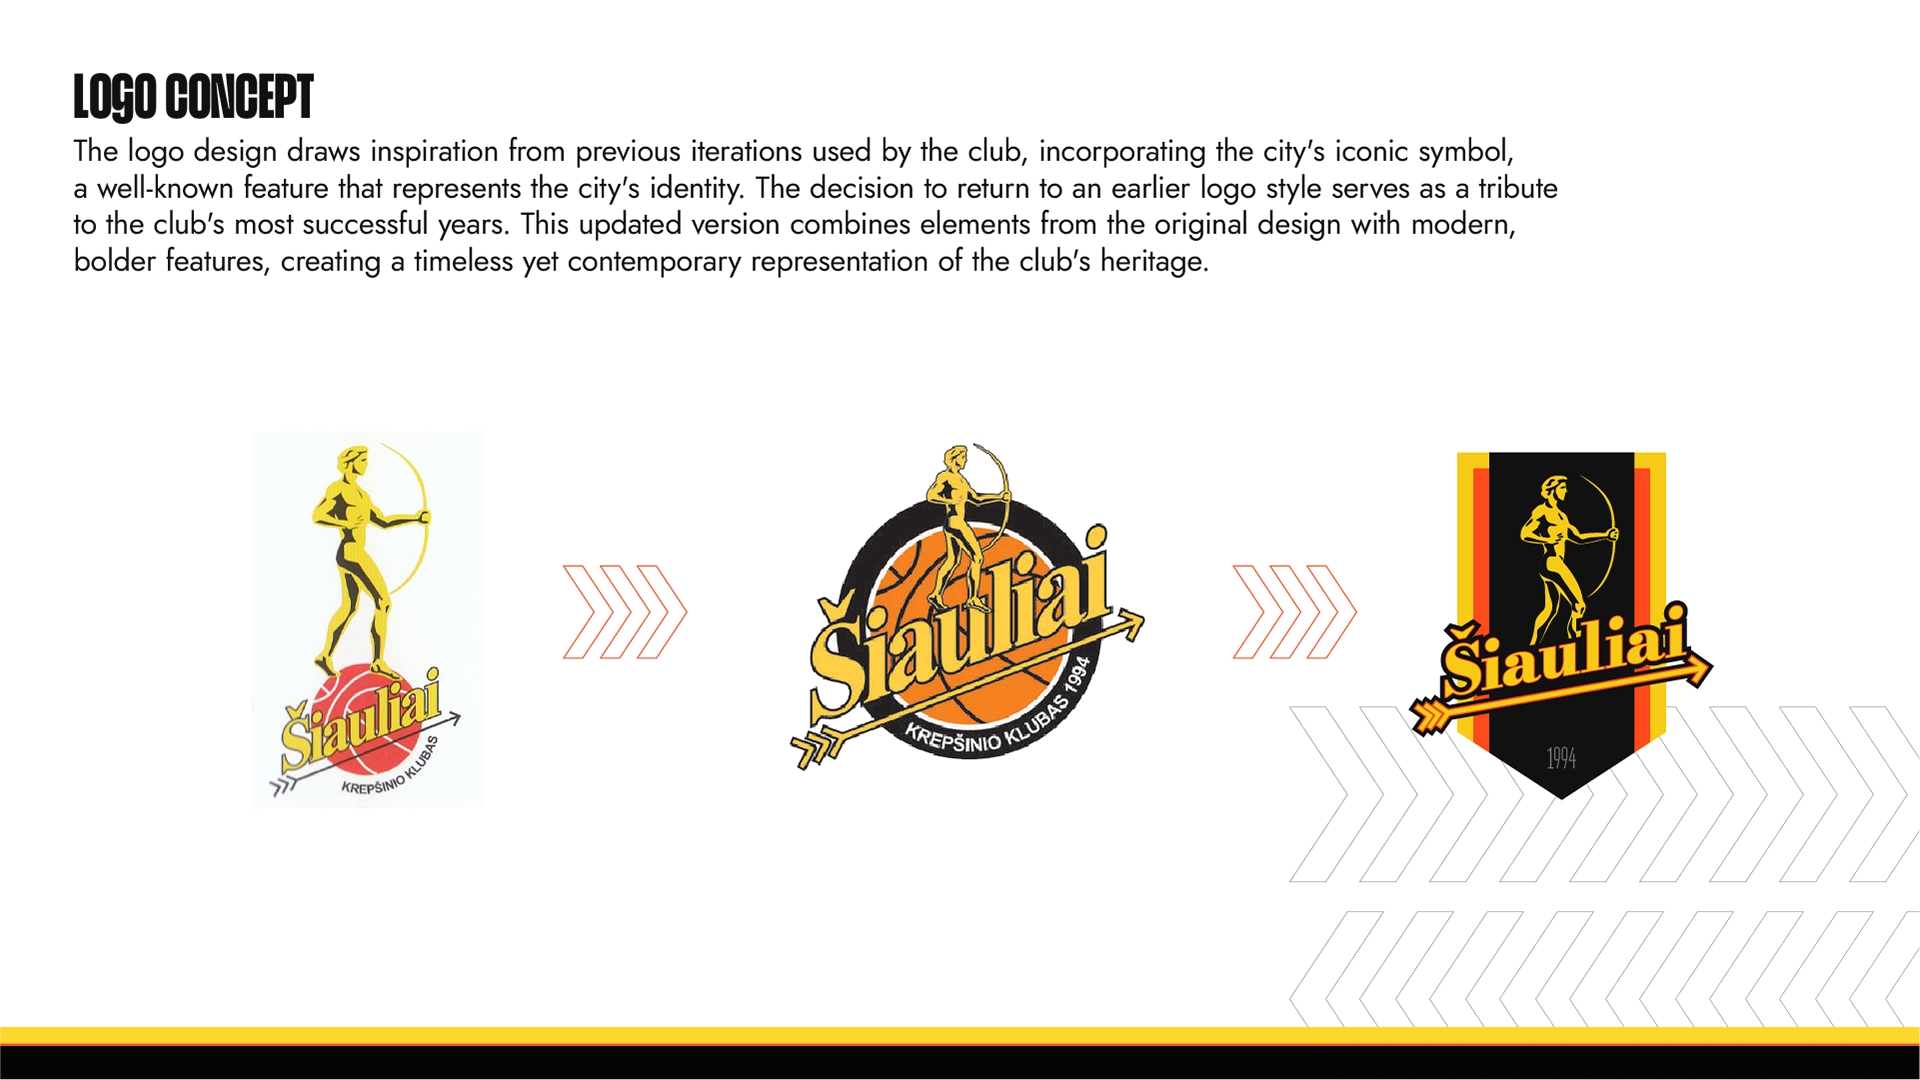 LOGO CONCEPT
The logo design draws inspiration from previous iterations used by the club, incorporating the city's iconic symbol,
a well-known feature that represents the city's identity. The decision to return to an earlier logo style serves as a tribute
to the club's most successful years. This updated version combines elements from the original design with modern,
bolder features, creating a timeless yet contemporary representation of the club's heritage.
Šiauliai
KREPŠINIO KLUBAS
Šiauliai
KREPŠINIO KLUBAS 1994
Šiauliai
1994